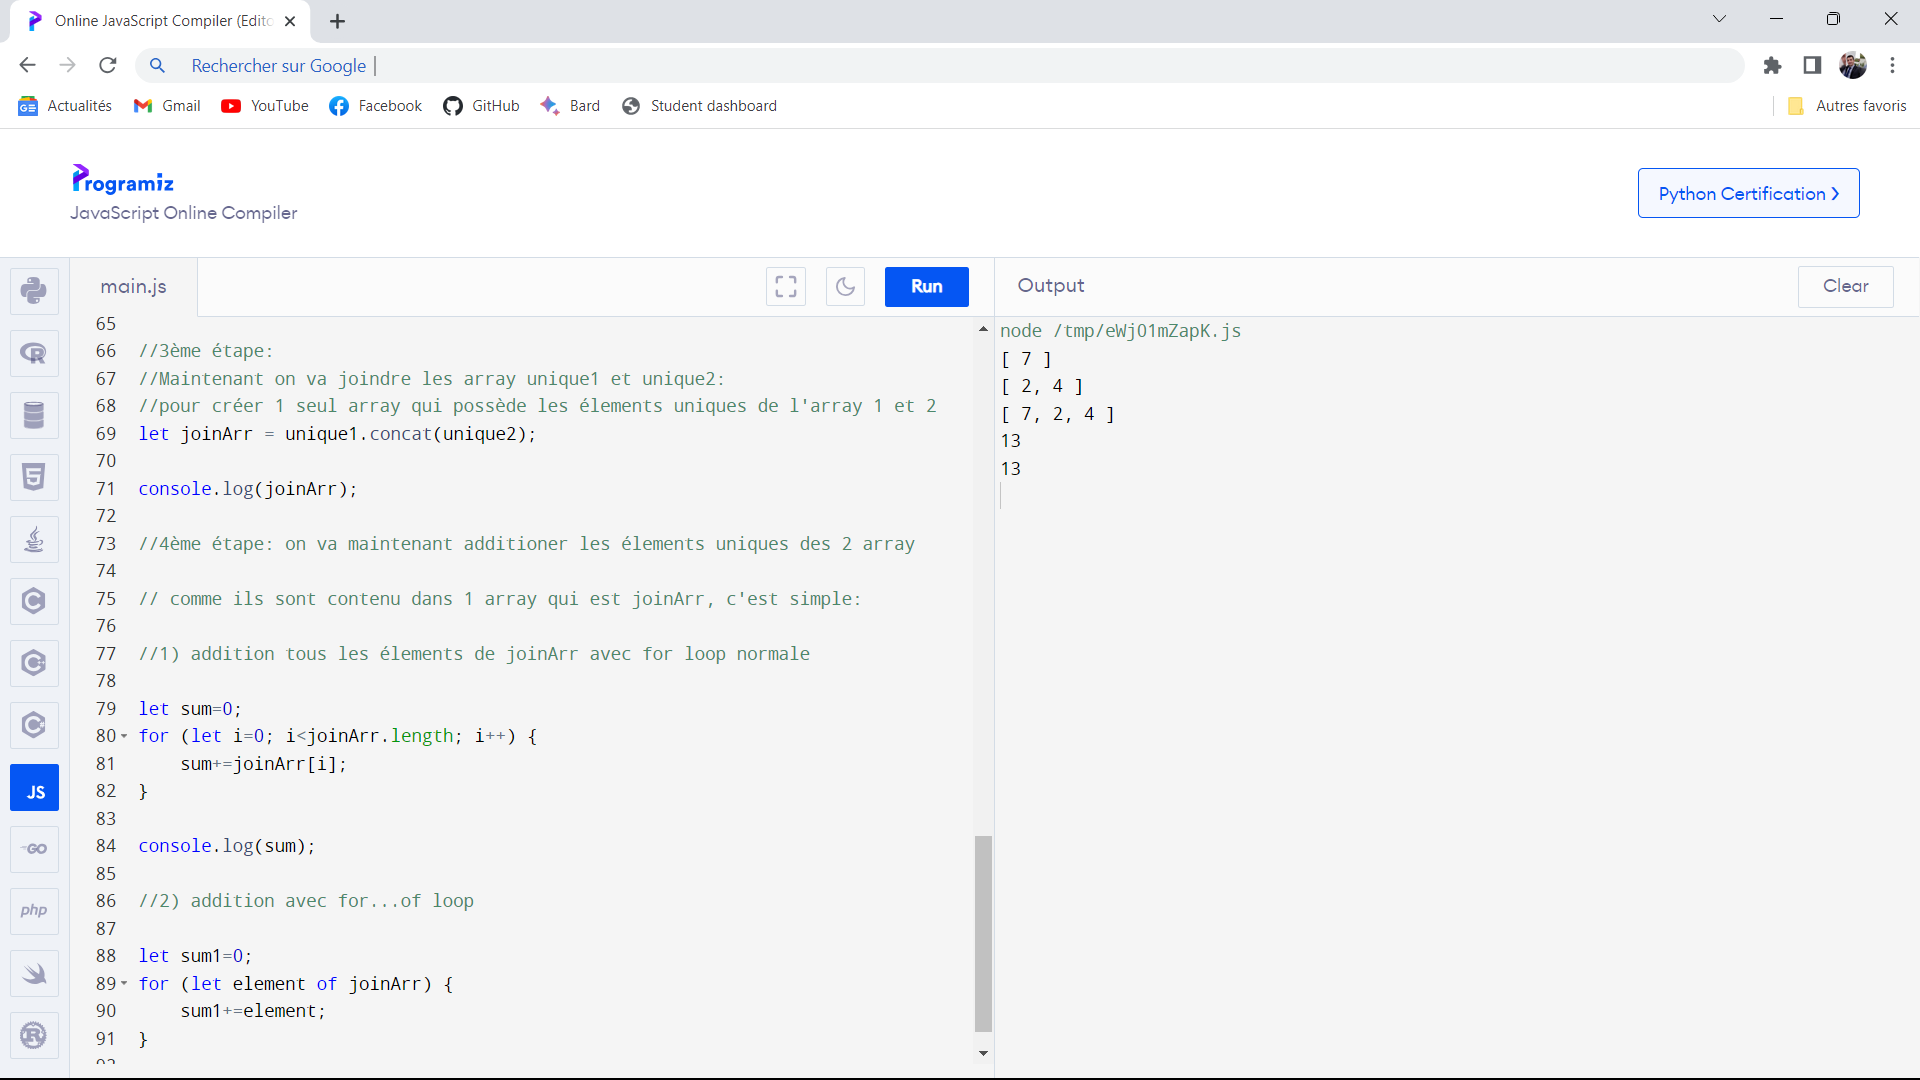 Online JavaScript Compiler (Edito
Rechercher sur Google
Actualités Gmail YouTube Facebook GitHub Bard Student dashboard Autres favoris
Programiz
JavaScript Online Compiler
Python Certification
main.js
Run
Output
Clear
65
66 //3ème étape:
67 //Maintenant on va joindre les array unique1 et unique2:
68 //pour créer 1 seul array qui possède les élements uniques de l'array 1 et 2
69 let joinArr = unique1.concat(unique2);
70
71 console.log(joinArr);
72
73 //4ème étape: on va maintenant additioner les élements uniques des 2 array
74
75 // comme ils sont contenu dans 1 array qui est joinArr, c'est simple:
76
77 //1) addition tous les élements de joinArr avec for loop normale
78
79 let sum=0;
80 for (let i=0; i<joinArr.length; i++) {
81 sum+=joinArr[i];
82 }
83
84 console.log(sum);
85
86 //2) addition avec for...of loop
87
88 let sum1=0;
89 for (let element of joinArr) {
90 sum1+=element;
91 }
node /tmp/eWj01mZapK.js
[ 7 ]
[ 2, 4 ]
[ 7, 2, 4 ]
13
13
R
5
C
C
C
JS
GO
php
R